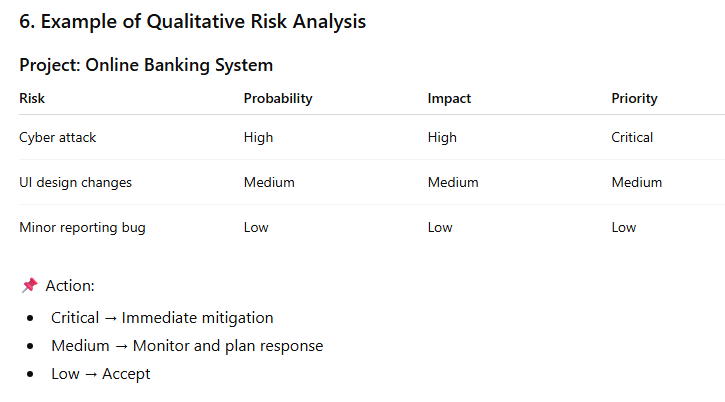 6. Example of Qualitative Risk Analysis
Project: Online Banking System
Risk Probability Impact Priority
Cyber attack High High Critical
UI design changes Medium Medium Medium
Minor reporting bug Low Low Low
📌 Action:
• Critical → Immediate mitigation
• Medium → Monitor and plan response
• Low → Accept